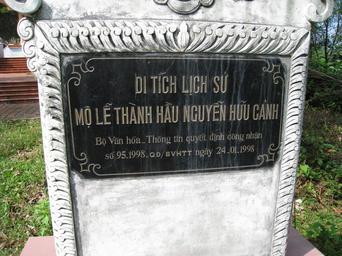 DI TÍCH LỊCH SỬ
MỘ LỄ THÀNH HẦU NGUYỄN HỮU CẢNH
Bộ Văn hóa - Thông tin quyết định công nhận
số 95.1998.QD/BVHTT ngày 24.01.1998